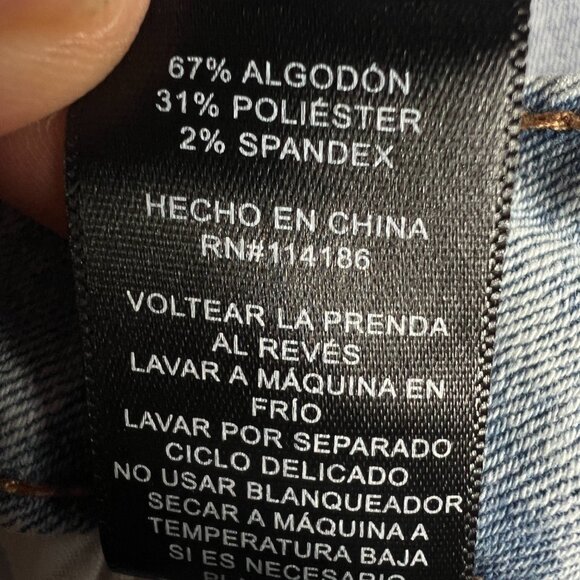 67% ALGODÓN
31% POLIÉSTER
2% SPANDEX
HECHO EN CHINA
RN#114186
VOLTEAR LA PRENDA
AL REVÉS
LAVAR A MÁQUINA EN
FRÍO
LAVAR POR SEPARADO
CICLO DELICADO
NO USAR BLANQUEADOR
SECAR A MÁQUINA A
TEMPERATURA BAJA
SI ES NECESARIO